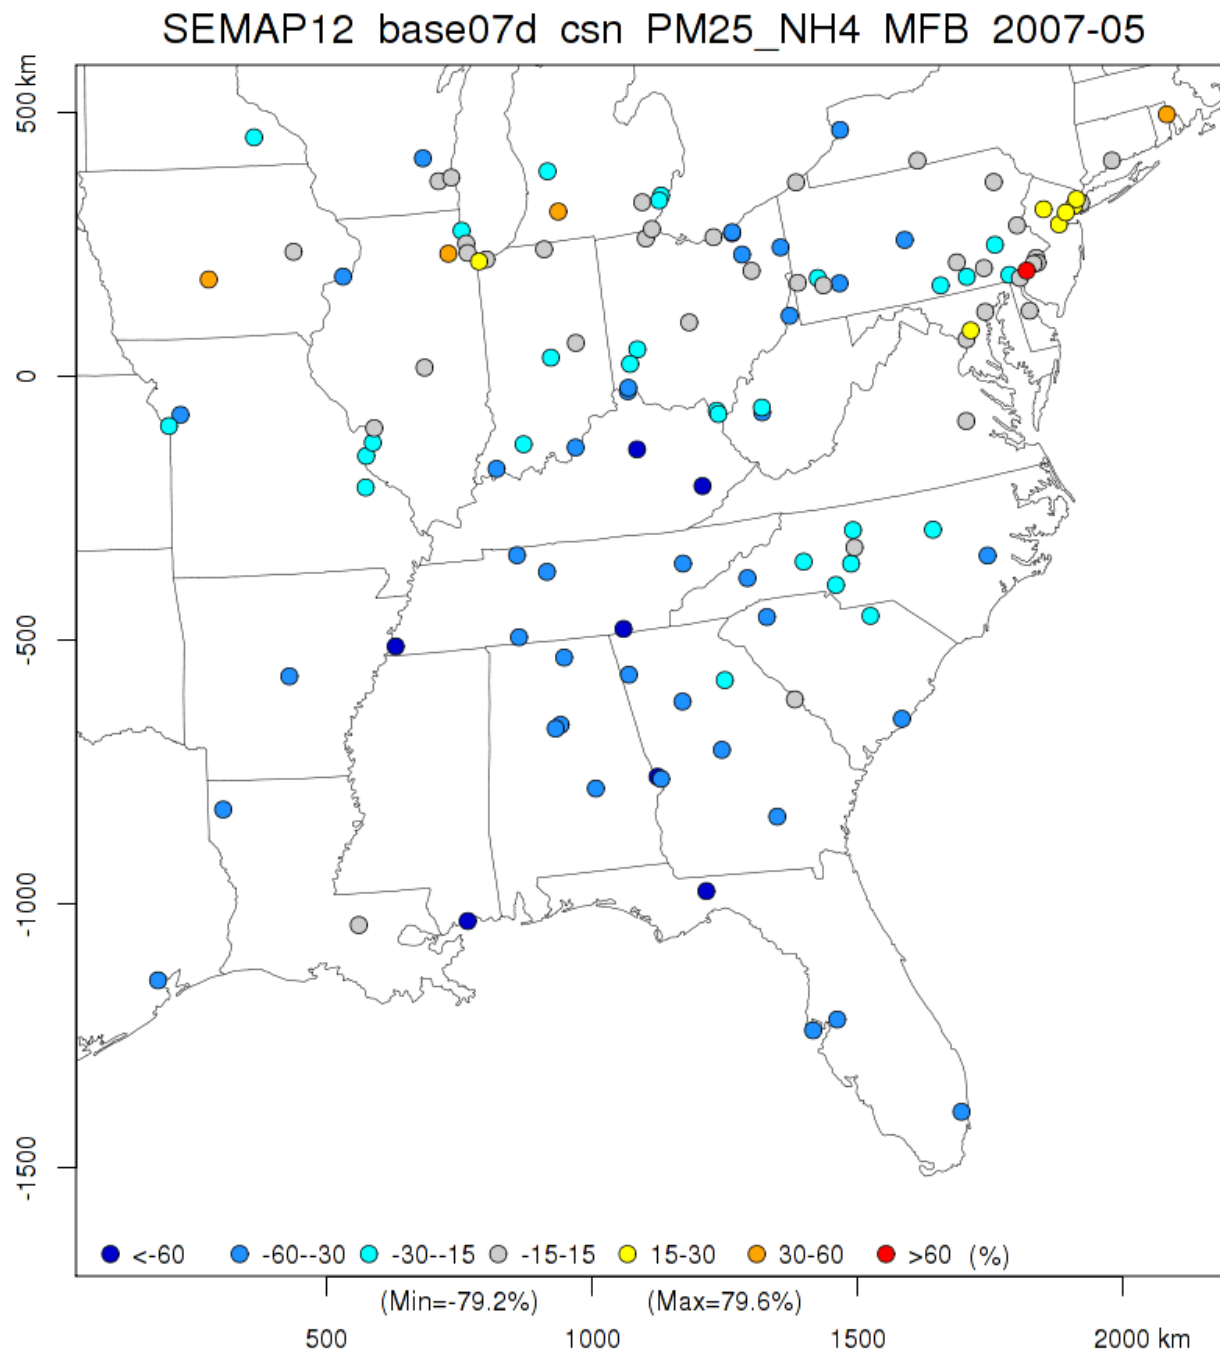 SEMAP12 base07d csn PM25_NH4 MFB 2007-05
500 km
0
-500
-1000
-1500
<-60 -60--30 -30--15 -15-15 15-30 30-60 >60 (%)
(Min=-79.2%) (Max=79.6%)
500 1000 1500 2000 km